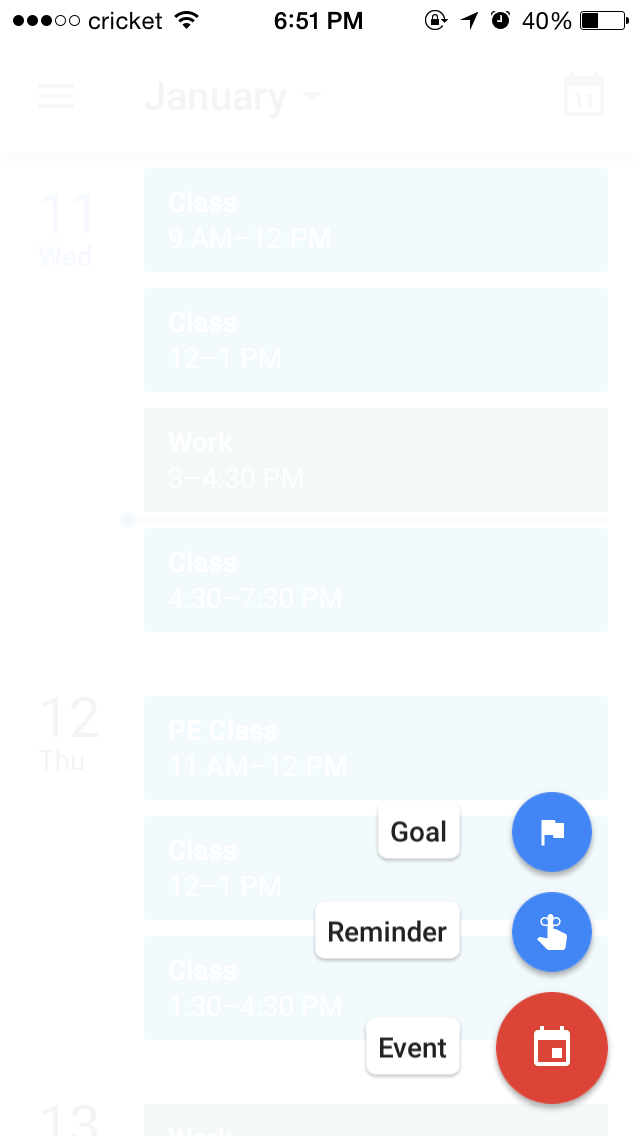 cricket 6:51 PM 40%
January 11
11 Class
Wed 9 AM–12 PM
Class
12–1 PM
Work
3–4:30 PM
Class
4:30–7:30 PM
12 PE Class
Thu 11 AM–12 PM
Goal
Class
12–1 PM
Reminder
Class
1:30–4:30 PM
Event
13 Work